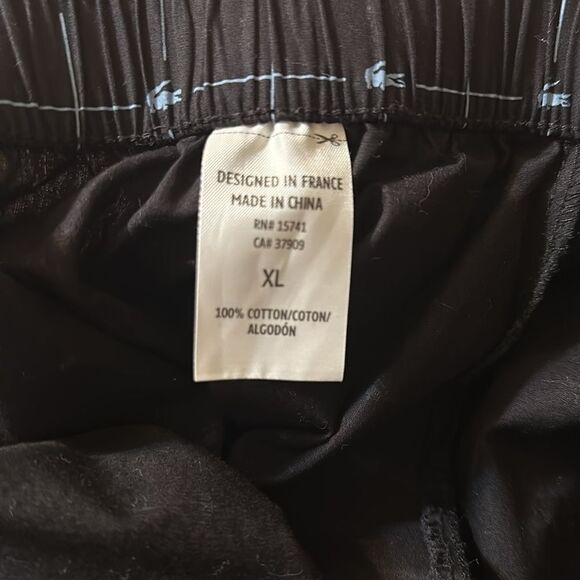 DESIGNED IN FRANCE
MADE IN CHINA
RN# 15741
CA# 37909
XL
100% COTTON/COTON/
ALGODÓN